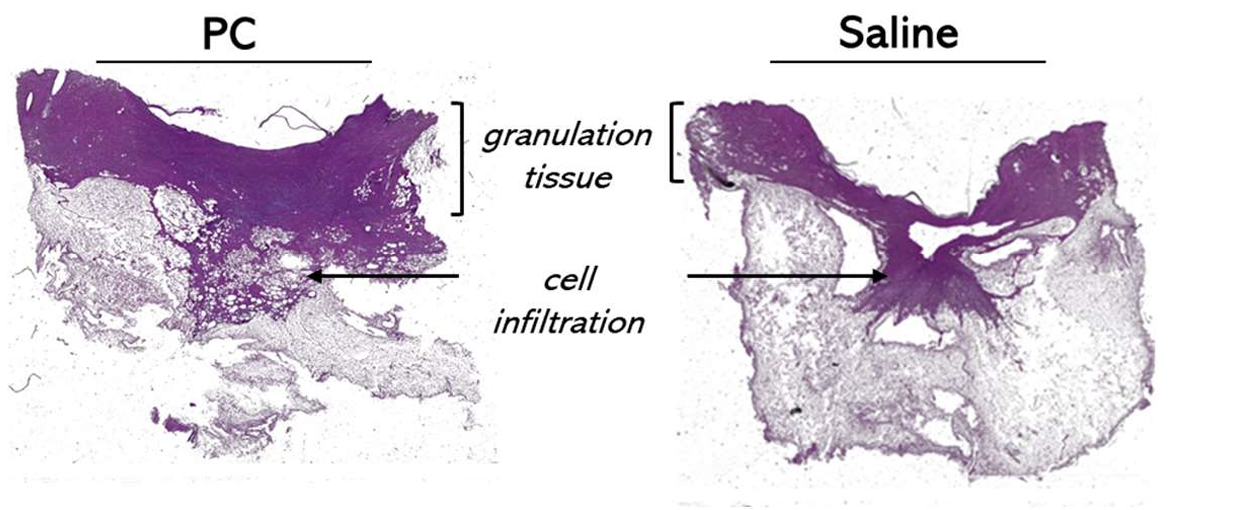 PC
Saline
granulation
tissue
cell
infiltration